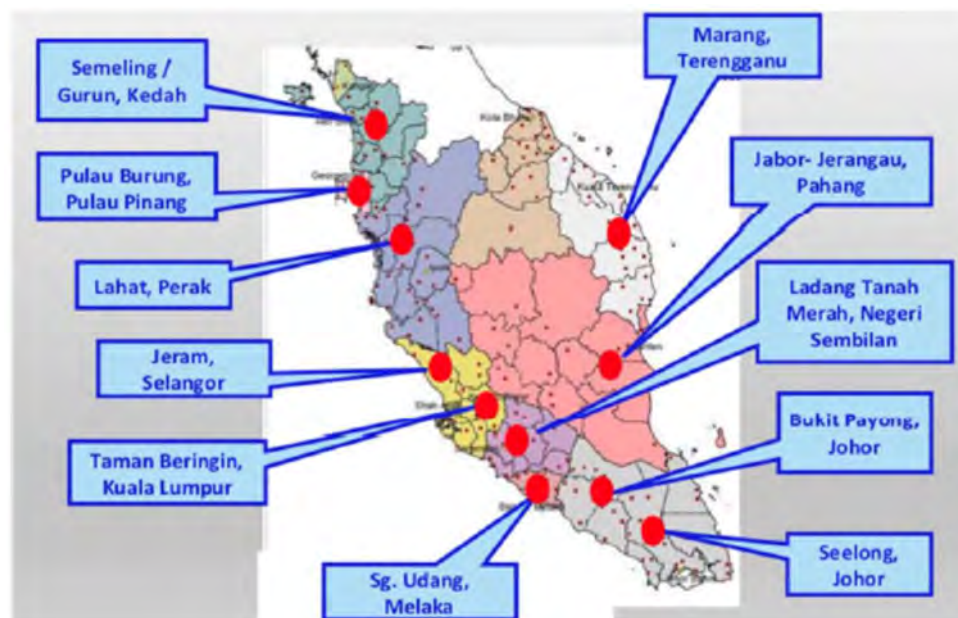 Semeling /
Gurun, Kedah
Pulau Burung,
Pulau Pinang
Lahat, Perak
Jeram,
Selangor
Taman Beringin,
Kuala Lumpur
Sg. Udang,
Melaka
Marang,
Terengganu
Jabor- Jerangau,
Pahang
Ladang Tanah
Merah, Negeri
Sembilan
Bukit Payong,
Johor
Seelong,
Johor